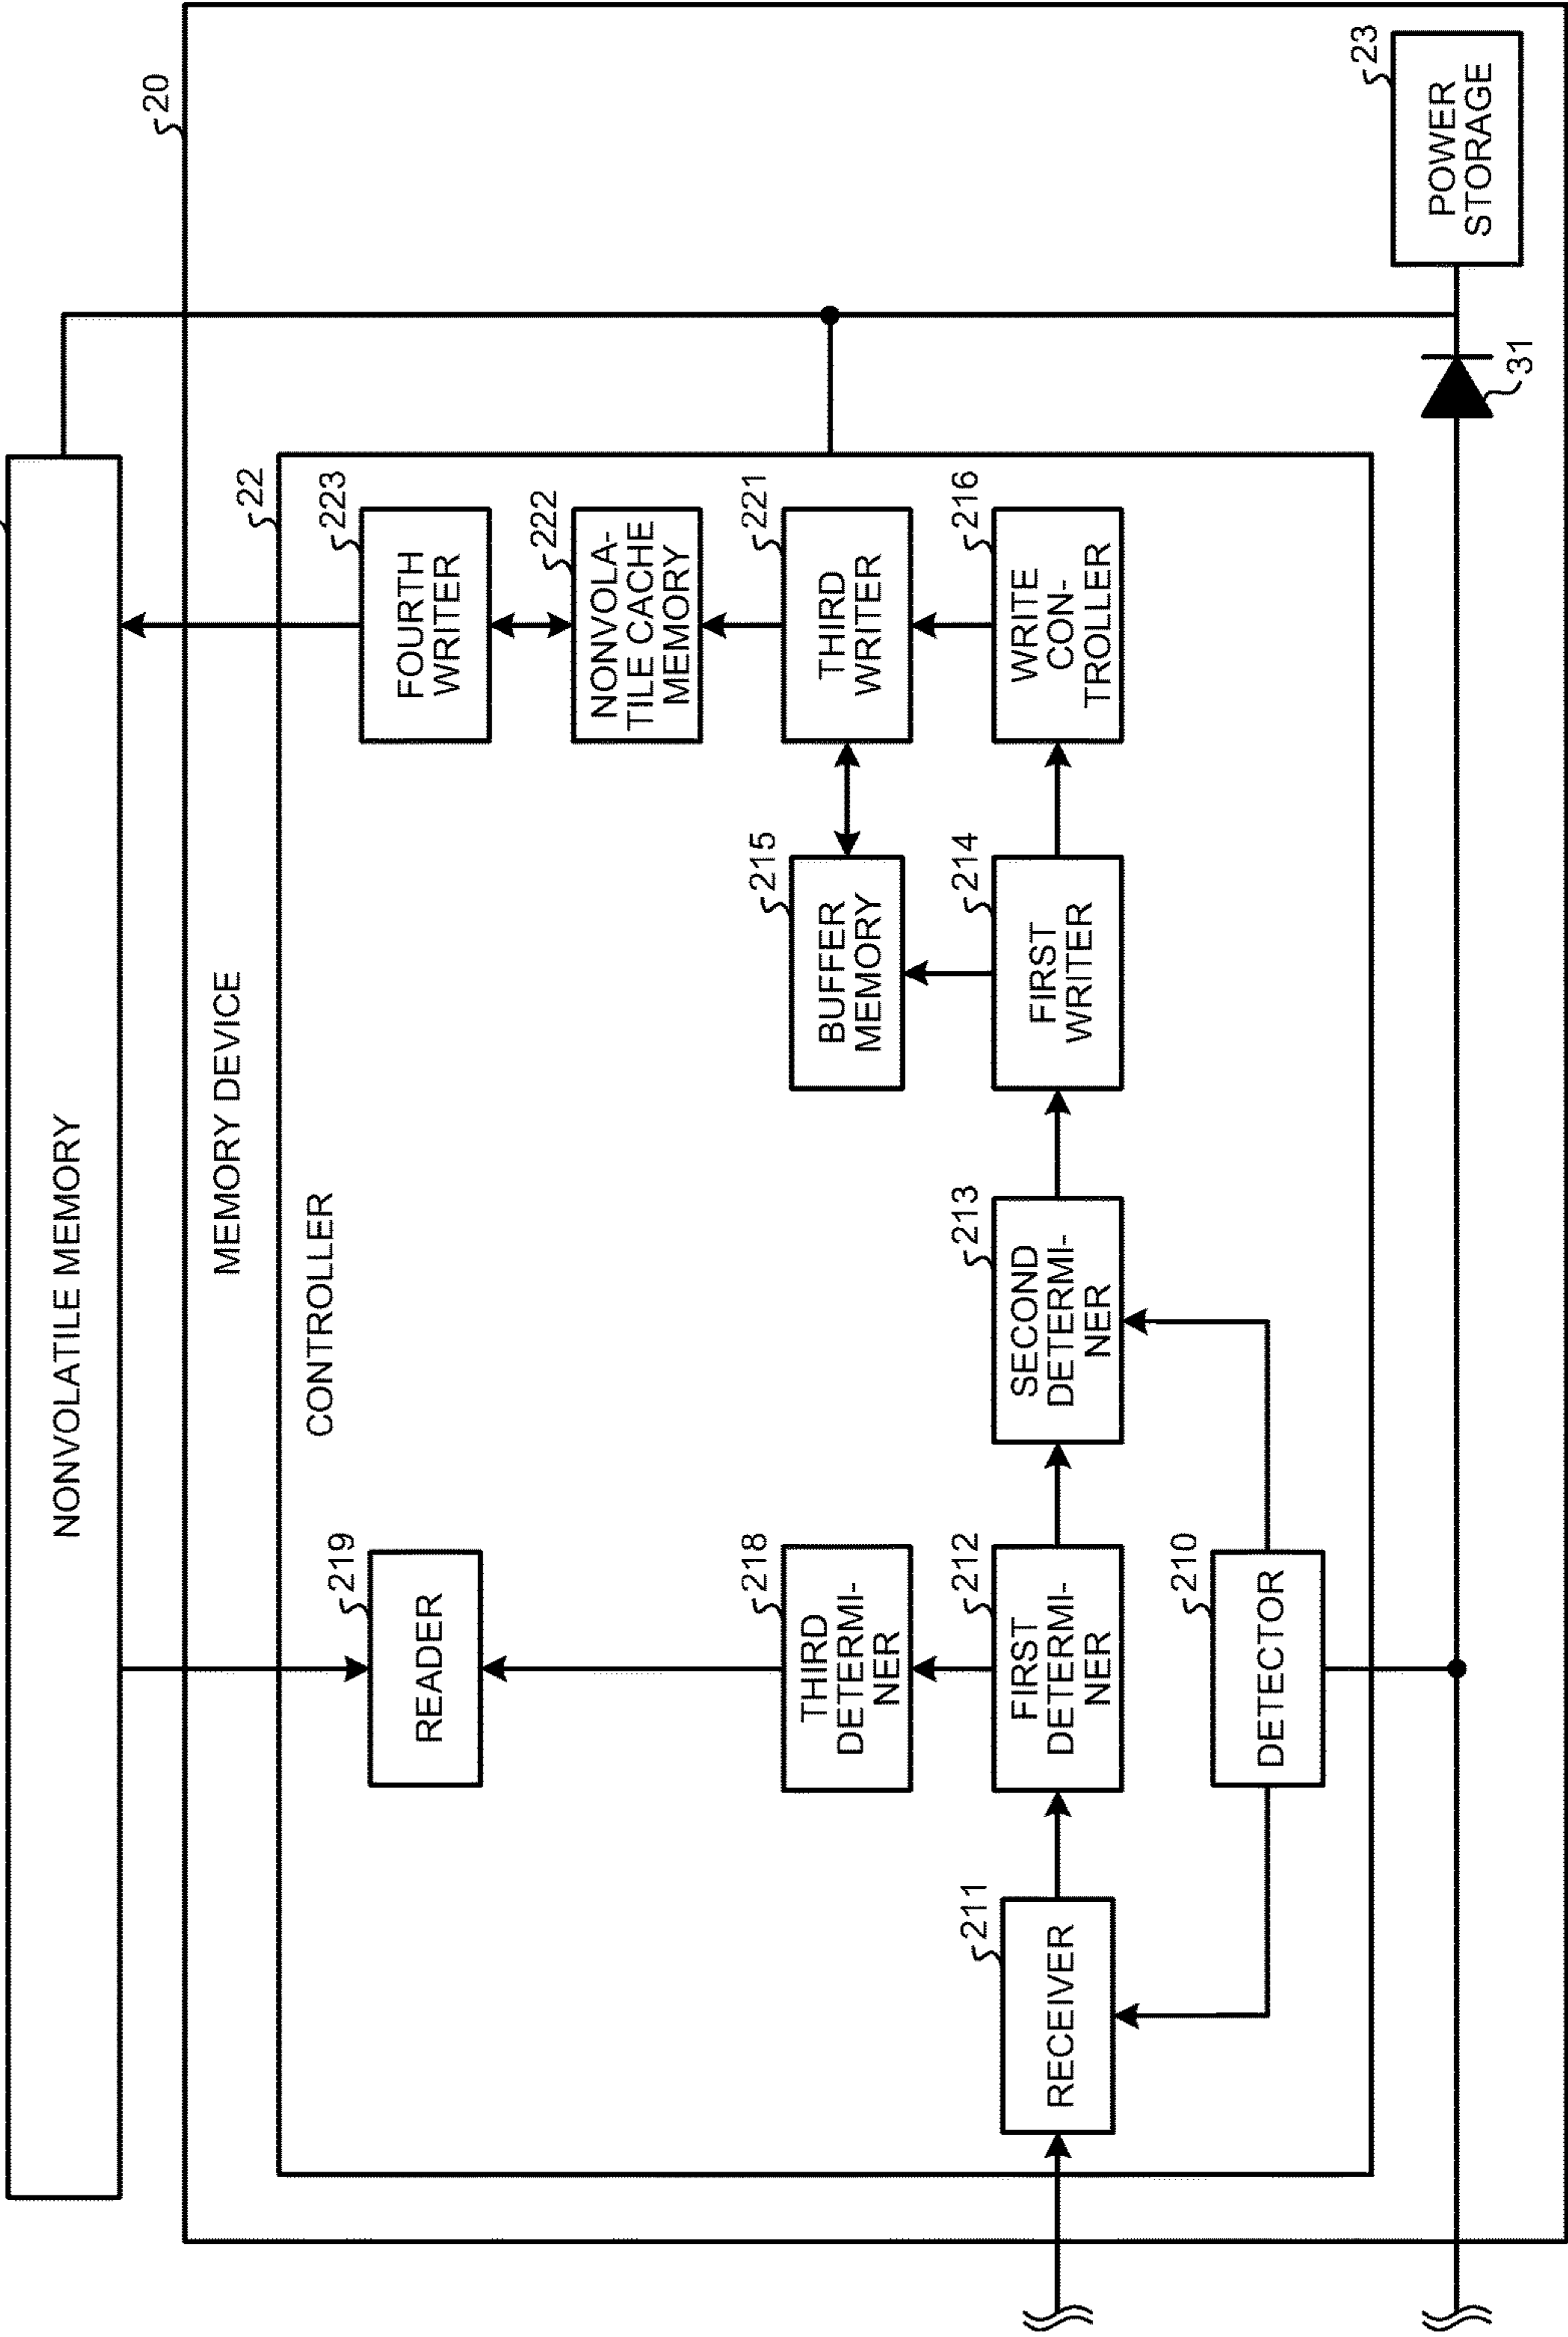 NONVOLATILE MEMORY
20
MEMORY DEVICE
22
CONTROLLER
219
READER
223
FOURTH
WRITER
222
NONVOLA-
TILE CACHE
MEMORY
218
THIRD
DETERMI-
NER
215
BUFFER
MEMORY
221
THIRD
WRITER
211
RECEIVER
212
FIRST
DETERMI-
NER
213
SECOND
DETERMI-
NER
214
FIRST
WRITER
216
WRITE
CON-
TROLLER
210
DETECTOR
23
POWER
STORAGE
31